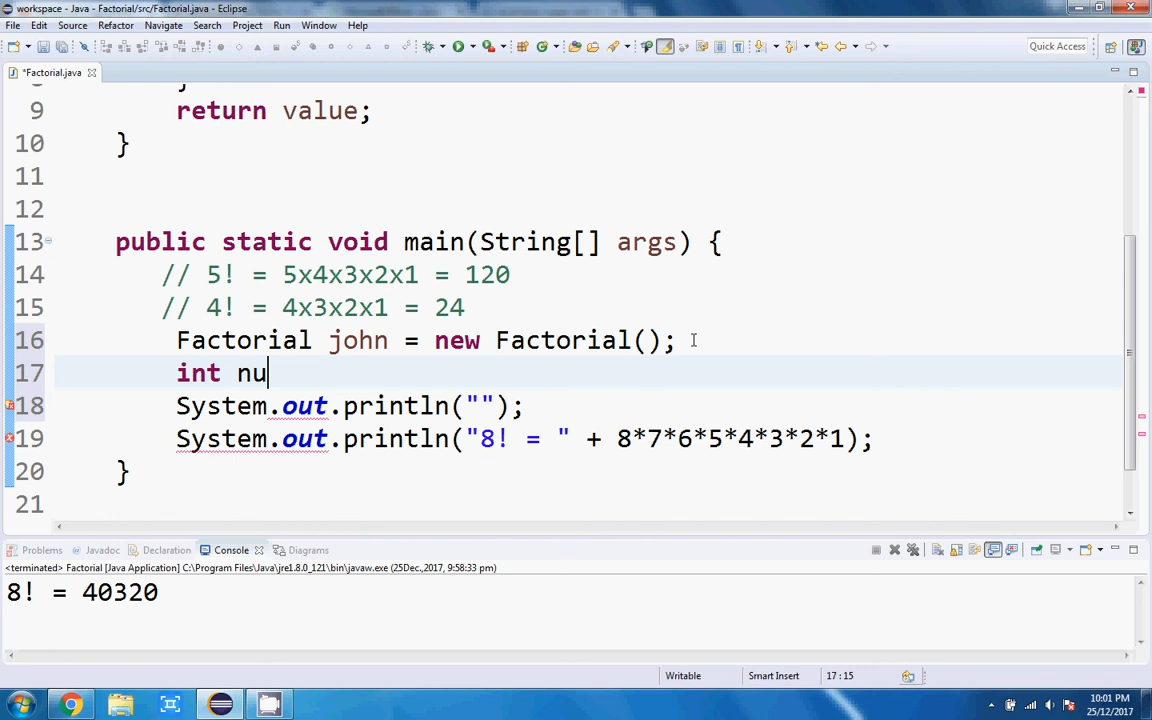 workspace - Java - Factorial/src/Factorial.java - Eclipse
File Edit Source Refactor Navigate Search Project Run Window Help
Quick Access
*Factorial.java
9 return value;
10 }
11
12
13 public static void main(String[] args) {
14 // 5! = 5x4x3x2x1 = 120
15 // 4! = 4x3x2x1 = 24
16 Factorial john = new Factorial();
17 int nu
18 System.out.println("");
19 System.out.println("8! = " + 8*7*6*5*4*3*2*1);
20 }
21
Problems @ Javadoc Declaration Console Diagrams
<terminated> Factorial [Java Application] C:\Program Files\Java\jre1.8.0_121\bin\javaw.exe (25Dec.,2017, 9:58:33 pm)
8! = 40320
Writable Smart Insert 17 : 15
10:01 PM
25/12/2017